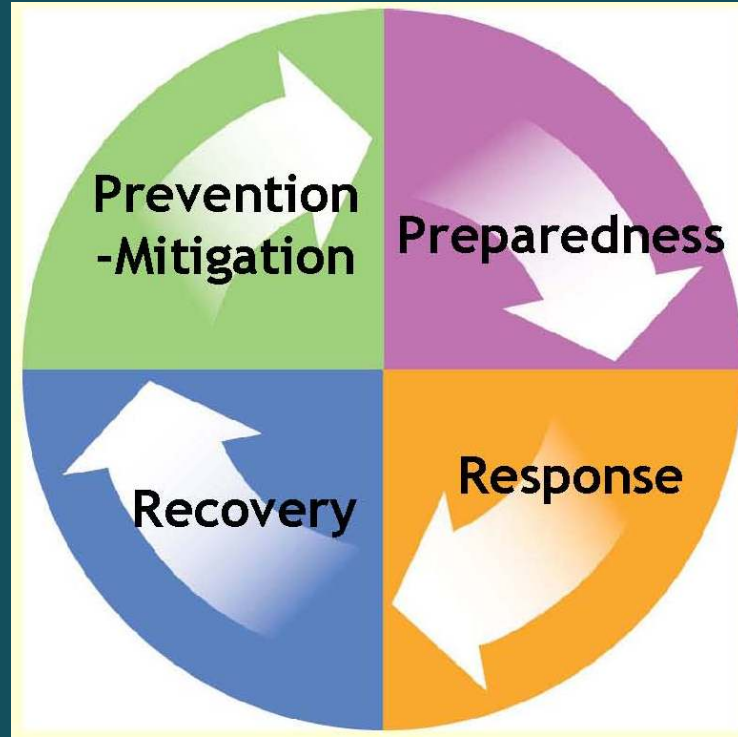 Prevention
-Mitigation
Preparedness
Response
Recovery